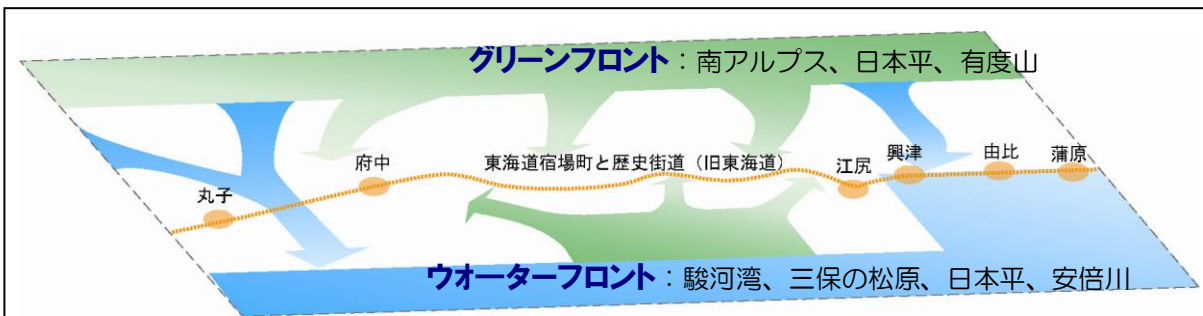 グリーンフロント：南アルプス、日本平、有度山
東海道宿場町と歴史街道（旧東海道）
丸子
府中
江尻
興津
由比
蒲原
ウォーターフロント：駿河湾、三保の松原、日本平、安倍川